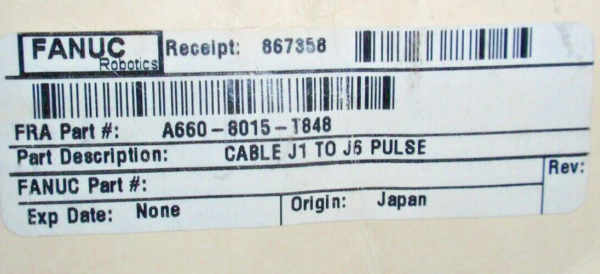 FANUC Receipt: 867358
Robotics
FRA Part #: A660-8015-T848
Part Description: CABLE J1 TO J6 PULSE
FANUC Part #: Rev:
Exp Date: None Origin: Japan